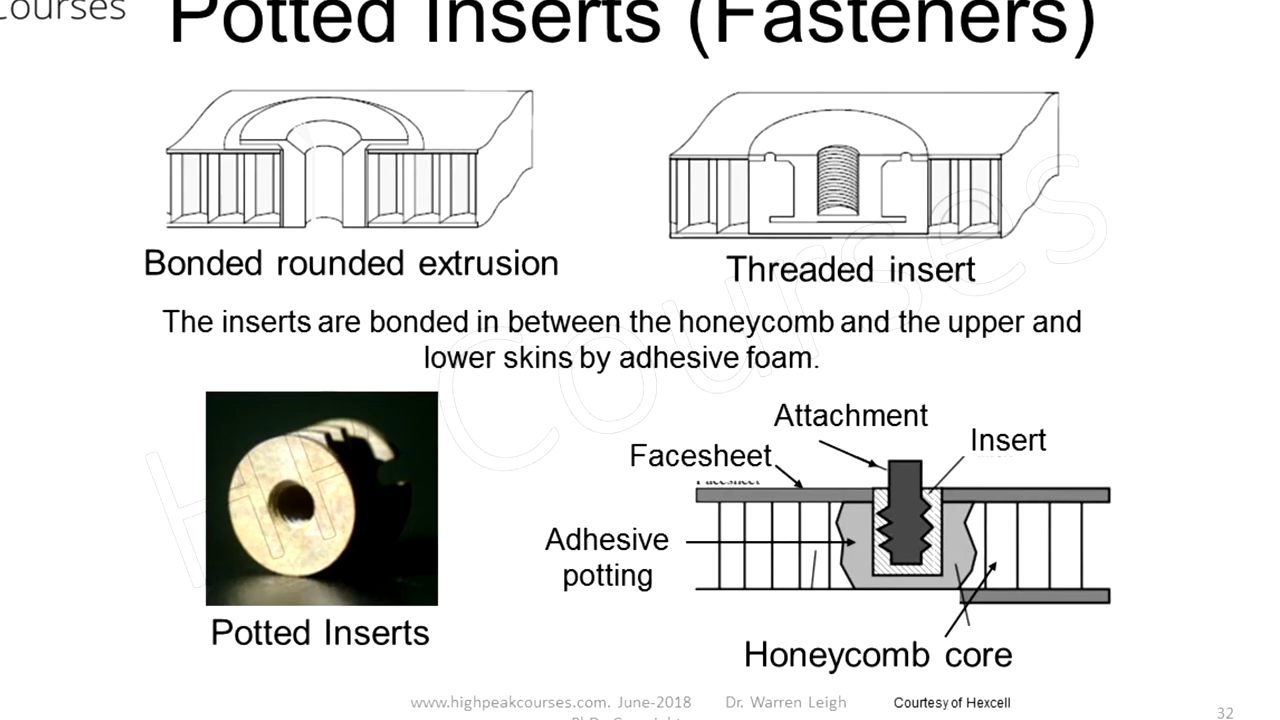 Courses
Potted Inserts (Fasteners)
Bonded rounded extrusion
Threaded insert
The inserts are bonded in between the honeycomb and the upper and
lower skins by adhesive foam.
Attachment
Insert
Facesheet
Adhesive
potting
Potted Inserts
Honeycomb core
www.highpeakcourses.com. June-2018 Dr. Warren Leigh
Courtesy of Hexcell
32
Courses